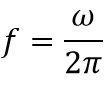 f = ω / 2π